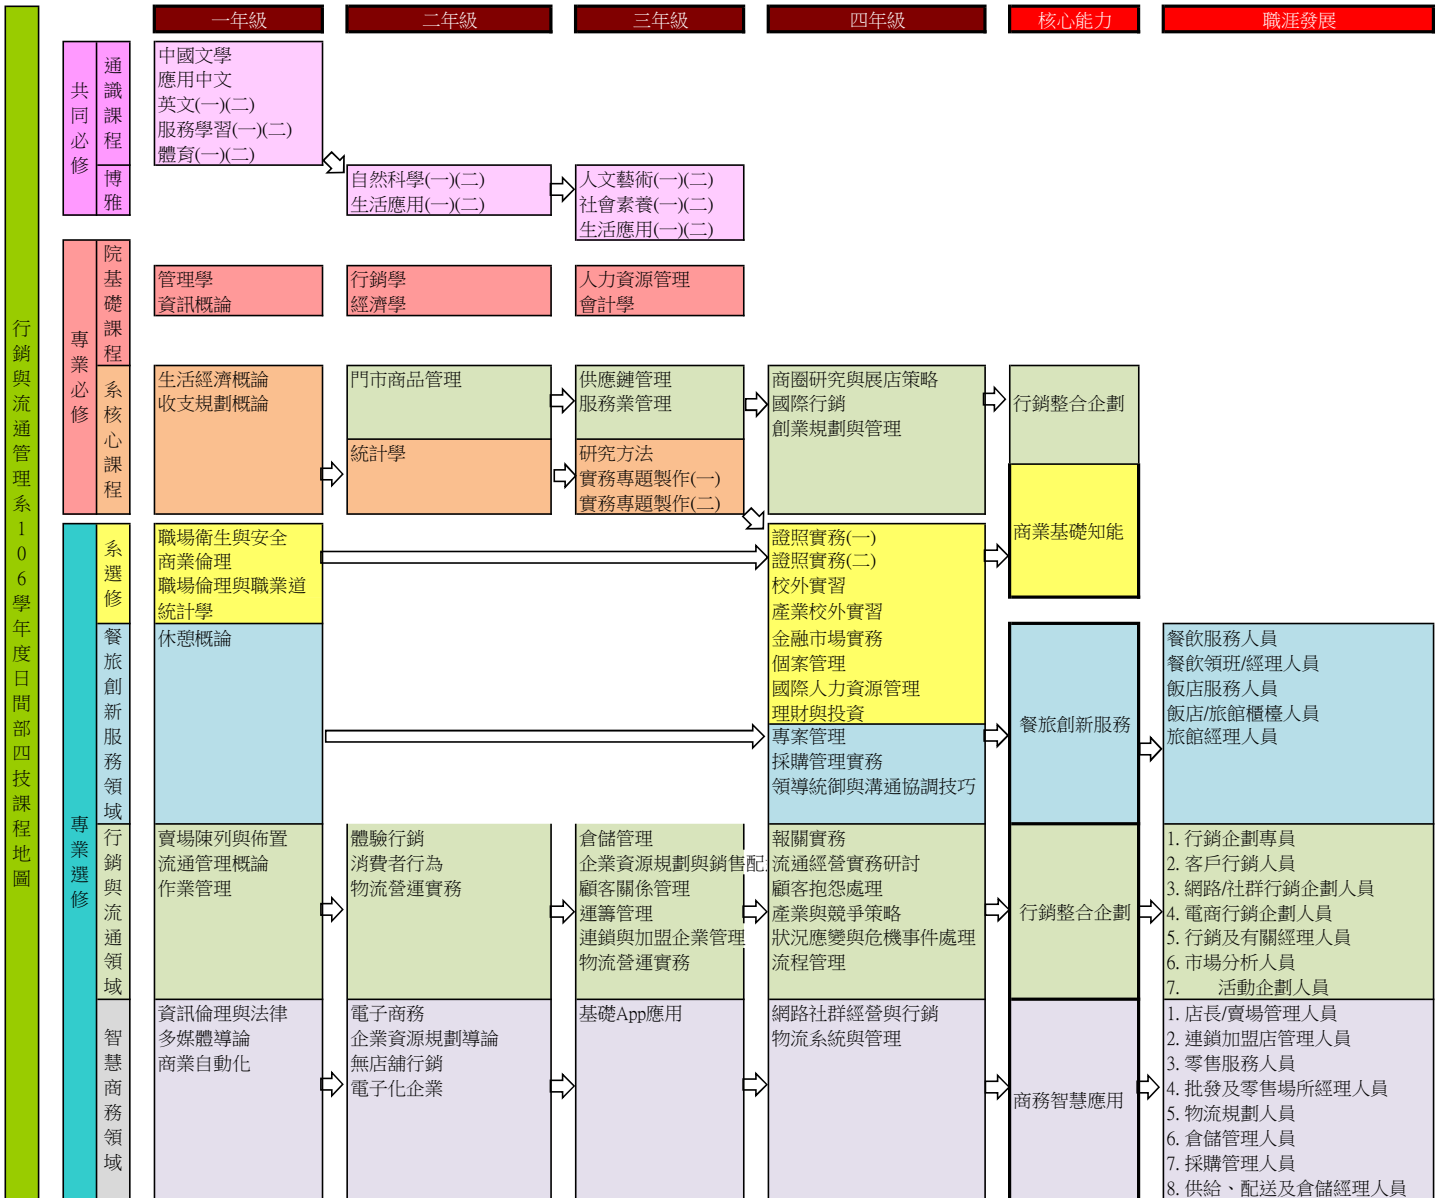 一年級
二年級
三年級
四年級
核心能力
職涯發展
行銷與流通管理系106學年度日間部四技課程地圖
共同必修
通識課程
中國文學
應用中文
英文(一)(二)
服務學習(一)(二)
體育(一)(二)
博雅
自然科學(一)(二)
生活應用(一)(二)
人文藝術(一)(二)
社會素養(一)(二)
生活應用(一)(二)
專業必修
院基礎課程
管理學
資訊概論
行銷學
經濟學
人力資源管理
會計學
系核心課程
生活經濟概論
收支規劃概論
門市商品管理
統計學
供應鏈管理
服務業管理
研究方法
實務專題製作(一)
實務專題製作(二)
商圈研究與展店策略
國際行銷
創業規劃與管理
行銷整合企劃
商業基礎知能
專業選修
系選修
職場衛生與安全
商業倫理
職場倫理與職業道
統計學
證照實務(一)
證照實務(二)
校外實習
產業校外實習
金融市場實務
個案管理
國際人力資源管理
理財與投資
餐旅創新服務領域
休憩概論
專案管理
採購管理實務
領導統御與溝通協調技巧
餐旅創新服務
餐飲服務人員
餐飲領班/經理人員
飯店服務人員
飯店/旅館櫃檯人員
旅館經理人員
行銷與流通領域
賣場陳列與佈置
流通管理概論
作業管理
體驗行銷
消費者行為
物流營運實務
倉儲管理
企業資源規劃與銷售配
顧客關係管理
運籌管理
連鎖與加盟企業管理
物流營運實務
報關實務
流通經營實務研討
顧客抱怨處理
產業與競爭策略
狀況應變與危機事件處理
流程管理
行銷整合企劃
1. 行銷企劃專員
2. 客戶行銷人員
3. 網路/社群行銷企劃人員
4. 電商行銷企劃人員
5. 行銷及有關經理人員
6. 市場分析人員
7. 活動企劃人員
智慧商務領域
資訊倫理與法律
多媒體導論
商業自動化
電子商務
企業資源規劃導論
無店舖行銷
電子化企業
基礎App應用
網路社群經營與行銷
物流系統與管理
商務智慧應用
1. 店長/賣場管理人員
2. 連鎖加盟店管理人員
3. 零售服務人員
4. 批發及零售場所經理人員
5. 物流規劃人員
6. 倉儲管理人員
7. 採購管理人員
8. 供給、配送及倉儲經理人員